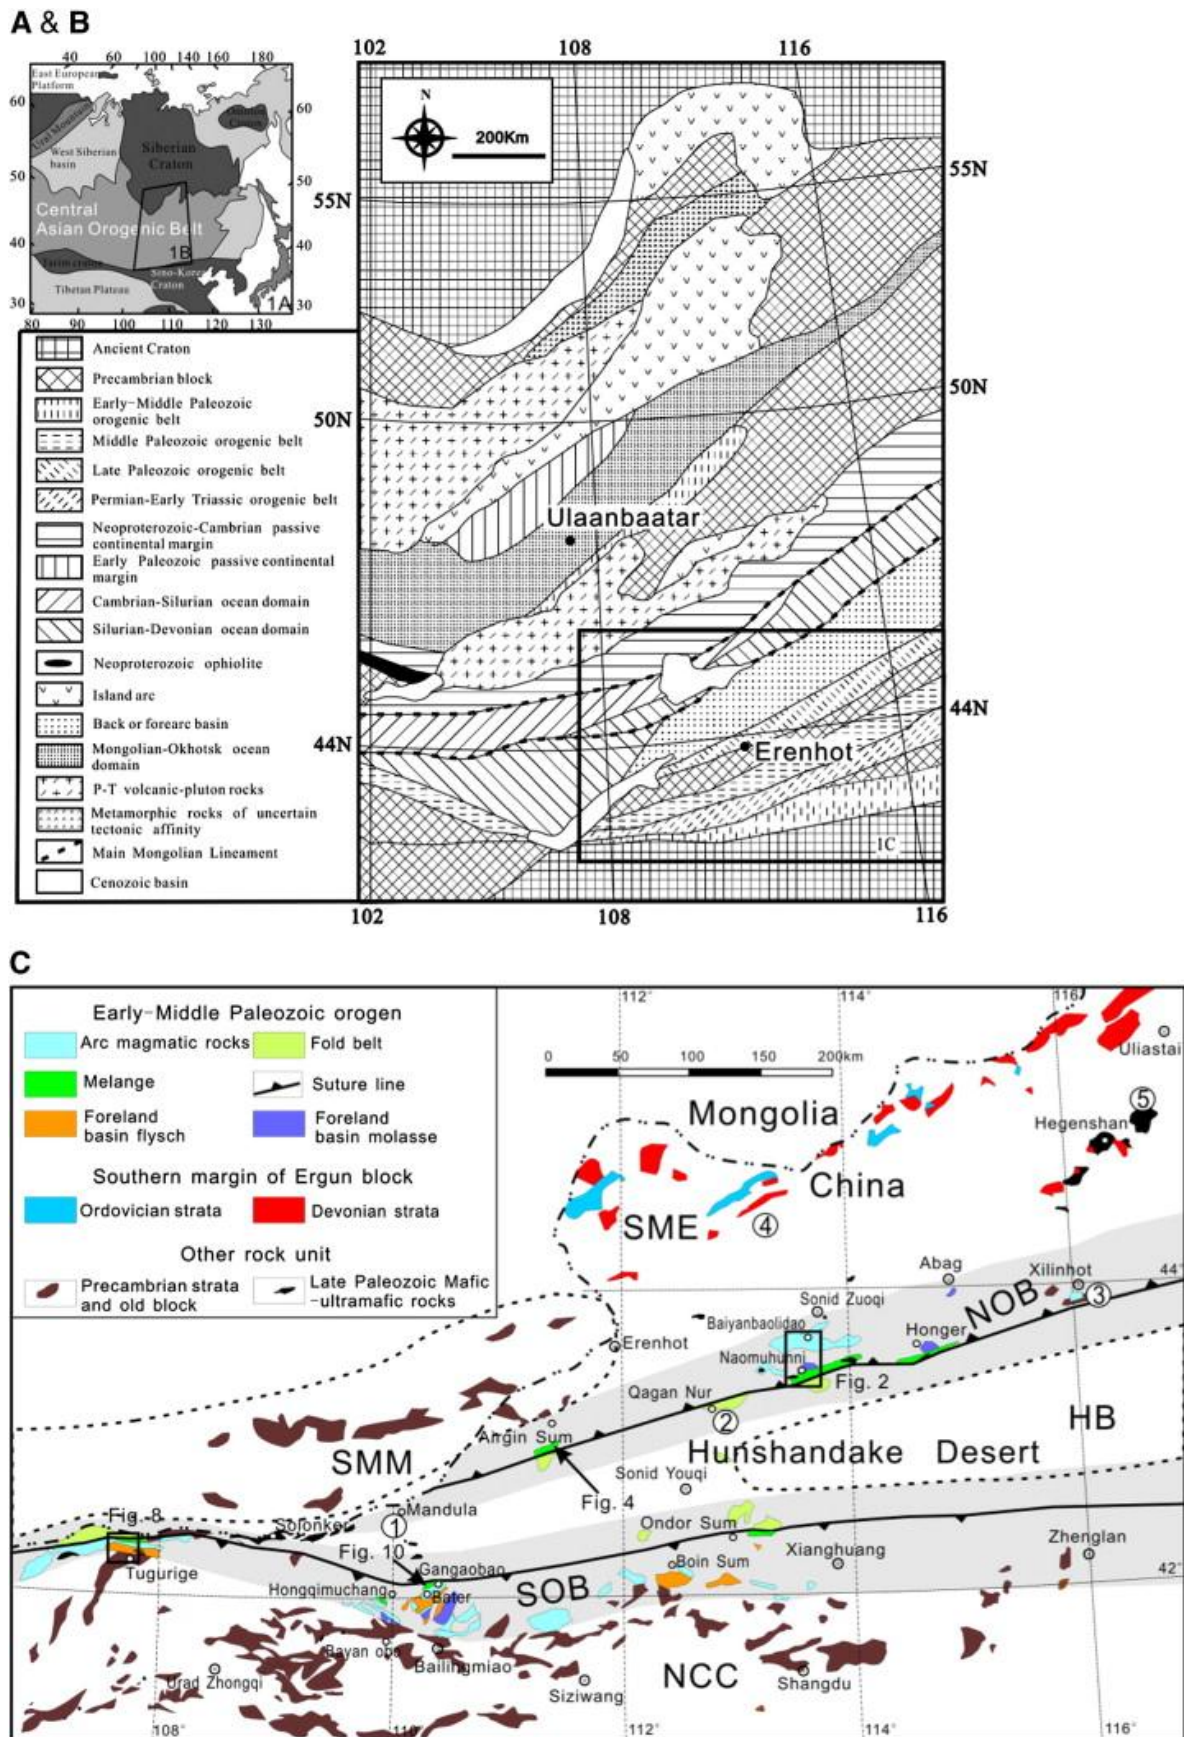 A & B
40 60 100 140 160 180
East European
Platform
60
Ural Mountains
West Siberian
basin
Siberian
Craton
60
50
50
Central
Asian Orogenic Belt
40
40
1B
Tarim craton
Sino-Korea
Craton
Tibetan Plateau
30
1A
30
80 90 100 110 120 130
102 108 116
N
200Km
55N
55N
50N
50N
Ulaanbaatar
44N
44N
Erenhot
1C
102 108 116
Ancient Craton
Precambrian block
Early-Middle Paleozoic
orogenic belt
Middle Paleozoic orogenic belt
Late Paleozoic orogenic belt
Permian-Early Triassic orogenic belt
Neoproterozoic-Cambrian passive
continental margin
Early Paleozoic passive continental
margin
Cambrian-Silurian ocean domain
Silurian-Devonian ocean domain
Neoproterozoic ophiolite
Island arc
Back or forearc basin
Mongolian-Okhotsk ocean
domain
P-T volcanic-pluton rocks
Metamorphic rocks of uncertain
tectonic affinity
Main Mongolian Lineament
Cenozoic basin
C
Early-Middle Paleozoic orogen
Arc magmatic rocks
Fold belt
Melange
Suture line
Foreland
basin flysch
Foreland
basin molasse
Southern margin of Ergun block
Ordovician strata
Devonian strata
Other rock unit
Precambrian strata
and old block
Late Paleozoic Mafic
-ultramafic rocks
112° 114° 116°
0 50 100 150 200km
Uliastai
Mongolia
⑤
Hegenshan
China
SME
④
Abag
Xilinhot
44°
③
NOB
Sonid Zuoqi
Baiyanbaolidao
Honger
Erenhot
Naomuhunni
Fig. 2
Qagan Nur
②
HB
Airgin Sum
Hunshandake Desert
SMM
Sonid Youqi
Fig. 4
Mandula
Fig. 8
Solonker
①
Ondor Sum
Zhenglan
Fig. 10
Xianghuang
Gangaobao
Boin Sum
42°
Tugurige
Hongqimuchang
Bater
SOB
Bayan obo
Bailingmiao
NCC
Urad Zhongqi
Siziwang
Shangdu
108° 110° 112° 114° 116°